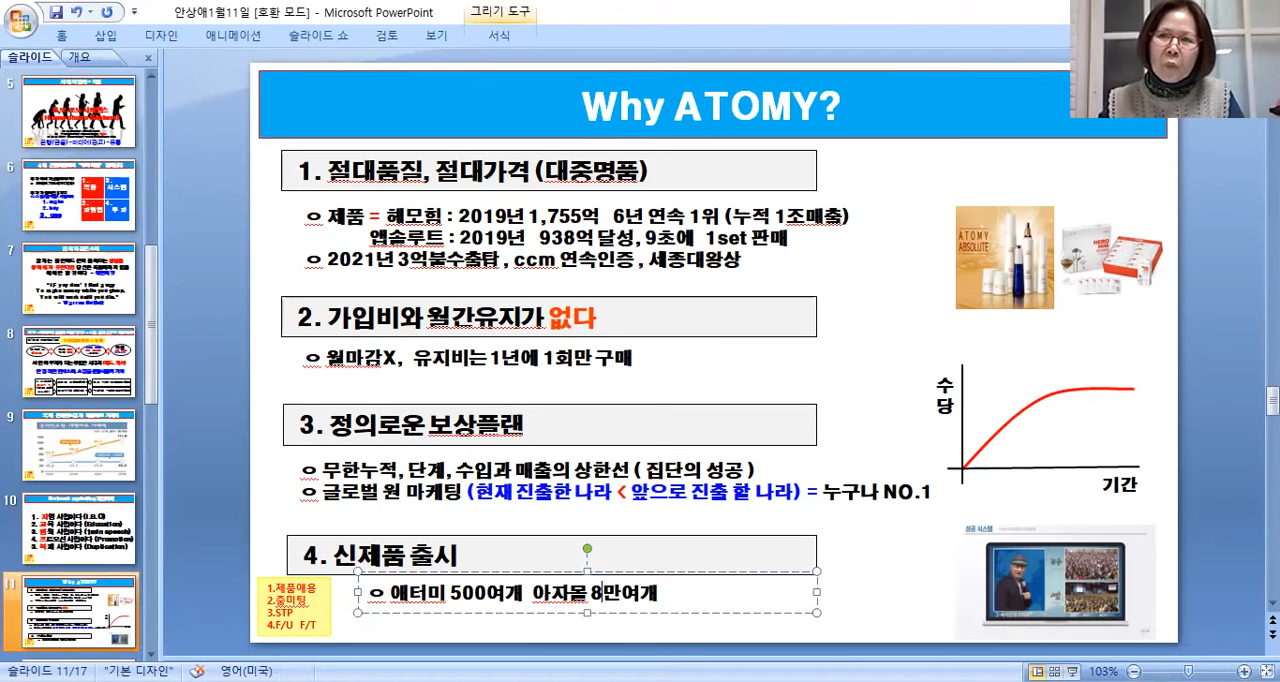 안상애1월11일 [호환 모드] - Microsoft PowerPoint
그리기 도구
홈 삽입 디자인 애니메이션 슬라이드 쇼 검토 보기 서식
슬라이드 개요
Why ATOMY?
1. 절대품질, 절대가격 (대중명품)
ㅇ 제품 = 헤모힘 : 2019년 1,755억 6년 연속 1위 (누적 1조매출)
앱솔루트 : 2019년 938억 달성, 9초에 1set 판매
ㅇ 2021년 3억불수출탑 , ccm 연속인증 , 세종대왕상
ATOMY
ABSOLUTE
2. 가입비와 월간유지가 없다
ㅇ 월마감X, 유지비는 1년에 1회만 구매
3. 정의로운 보상플랜
ㅇ 무한누적, 단계, 수입과 매출의 상한선 ( 집단의 성공 )
ㅇ 글로벌 원 마케팅 (현재 진출한 나라 < 앞으로 진출 할 나라) = 누구나 NO.1
수당
기간
4. 신제품 출시
ㅇ 애터미 500여개 아자몰 8만여개
성공 시스템
1.제품애용
2.줌미팅
3.STP
4.F/U F/T
5
6
7
8
9
10
11
슬라이드 11/17 "기본 디자인" 영어(미국) 103%